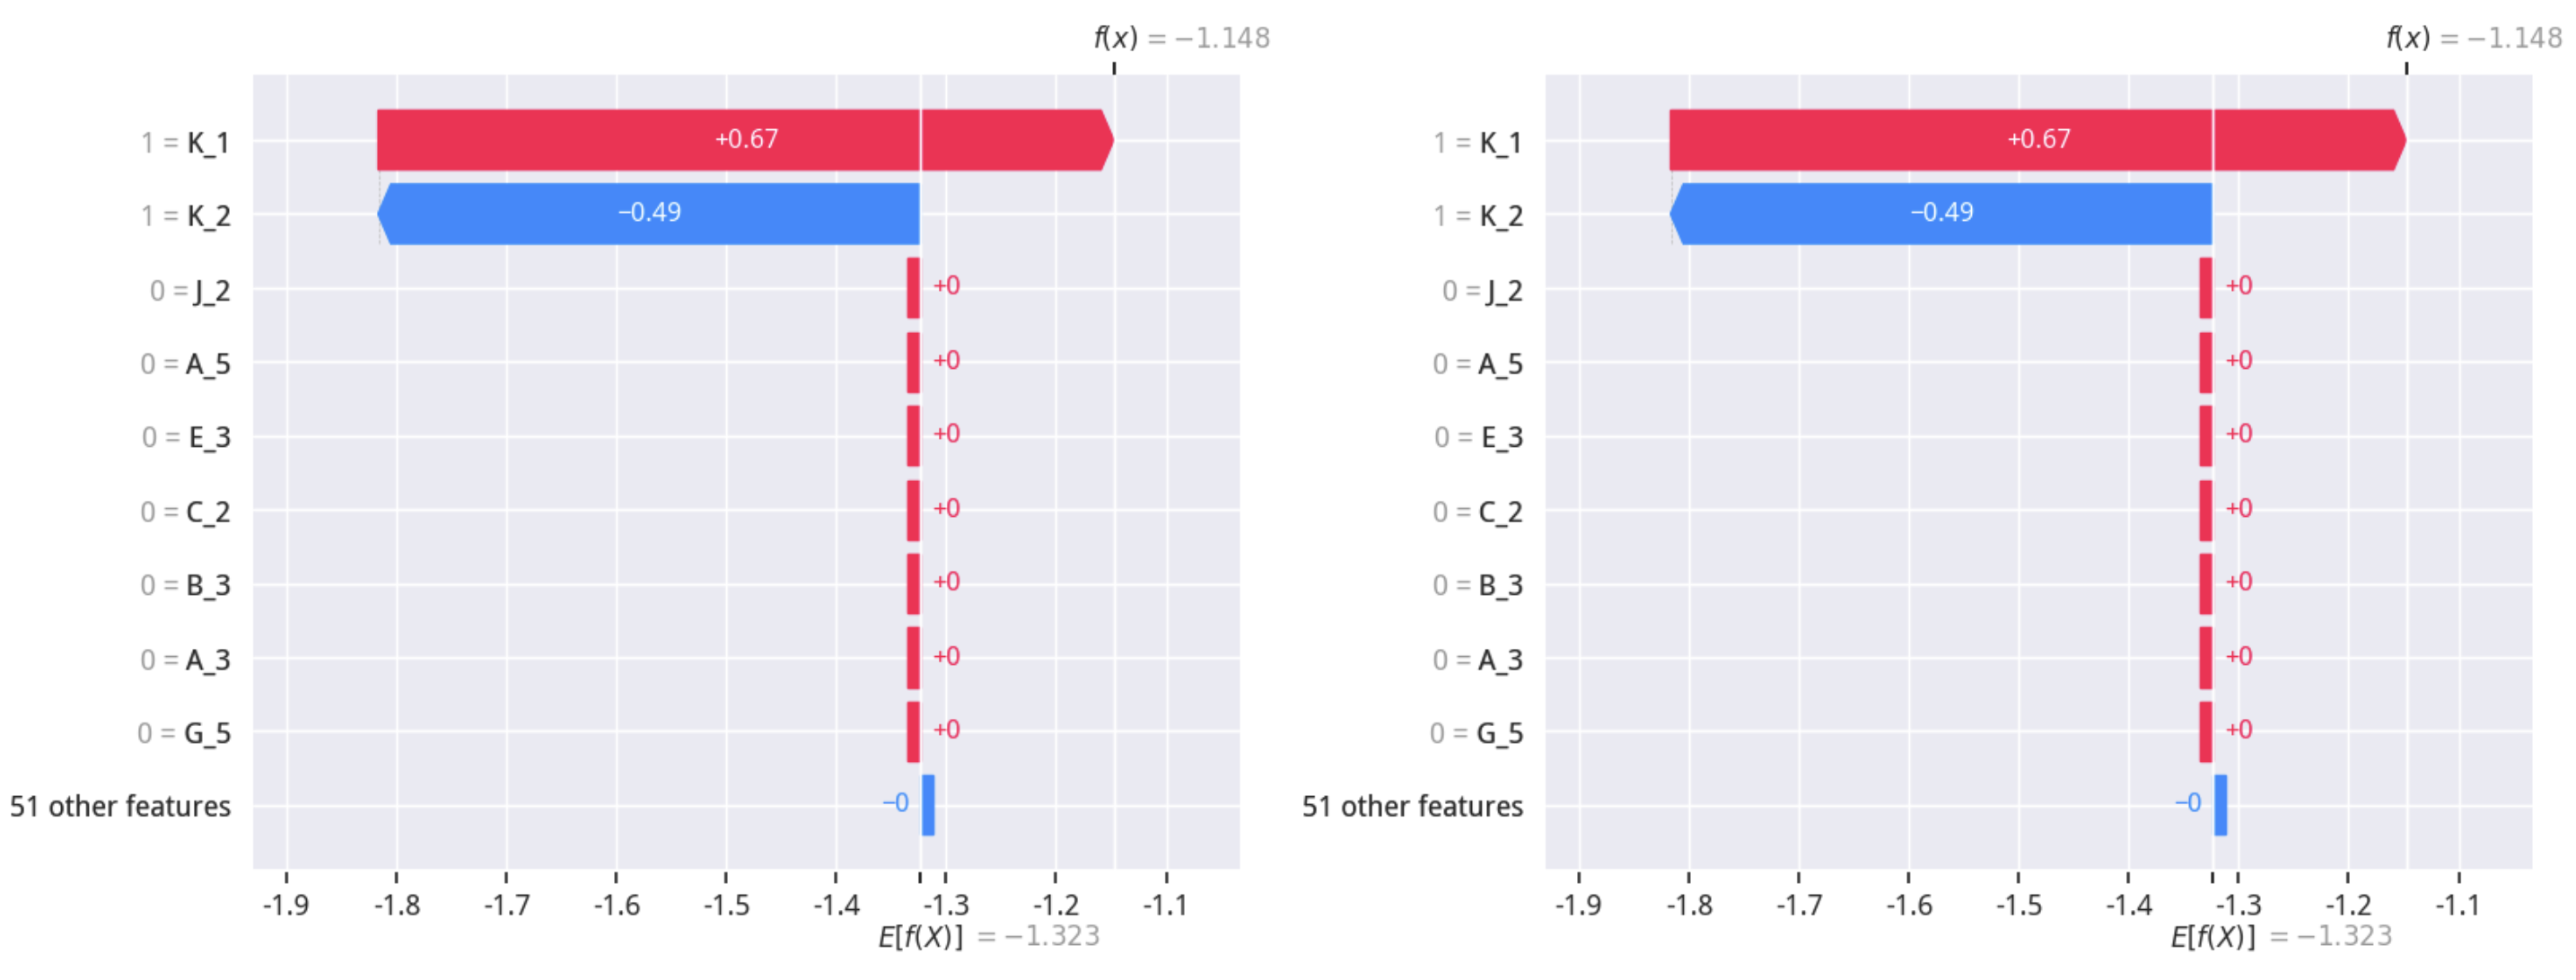 f(x) = −1.148
1 = K_1
+0.67
1 = K_2
−0.49
0 = J_2
+0
0 = A_5
+0
0 = E_3
+0
0 = C_2
+0
0 = B_3
+0
0 = A_3
+0
0 = G_5
+0
51 other features
−0
-1.9 -1.8 -1.7 -1.6 -1.5 -1.4 -1.3 -1.2 -1.1
E[f(X)] = −1.323
f(x) = −1.148
1 = K_1
+0.67
1 = K_2
−0.49
0 = J_2
+0
0 = A_5
+0
0 = E_3
+0
0 = C_2
+0
0 = B_3
+0
0 = A_3
+0
0 = G_5
+0
51 other features
−0
-1.9 -1.8 -1.7 -1.6 -1.5 -1.4 -1.3 -1.2 -1.1
E[f(X)] = −1.323